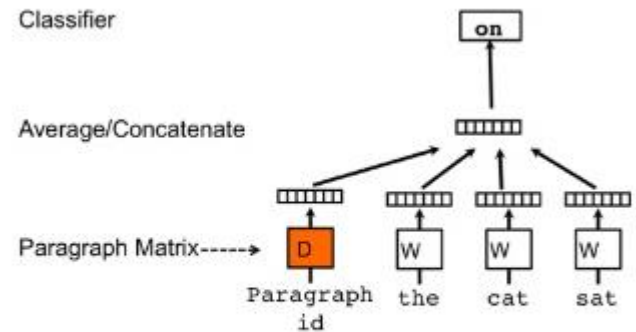 Classifier
on
Average/Concatenate
Paragraph Matrix----->
D
W
W
W
Paragraph
id
the
cat
sat